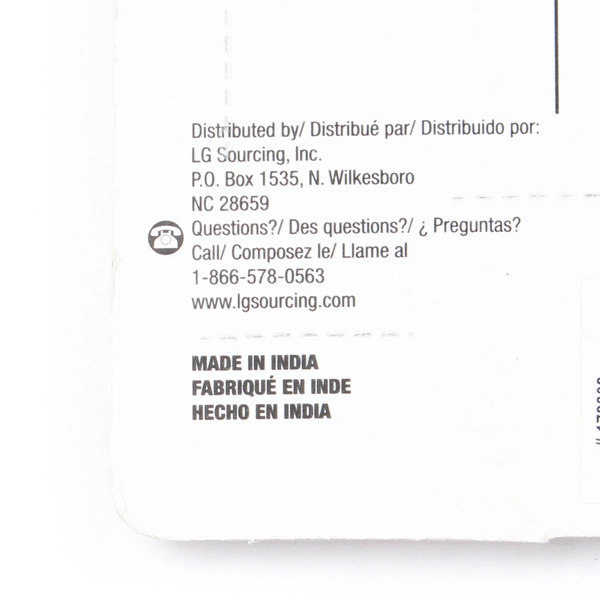 Distributed by/ Distribué par/ Distribuido por:
LG Sourcing, Inc.
P.O. Box 1535, N. Wilkesboro
NC 28659
Questions?/ Des questions?/ ¿ Preguntas?
Call/ Composez le/ Llame al
1-866-578-0563
www.lgsourcing.com
MADE IN INDIA
FABRIQUÉ EN INDE
HECHO EN INDIA